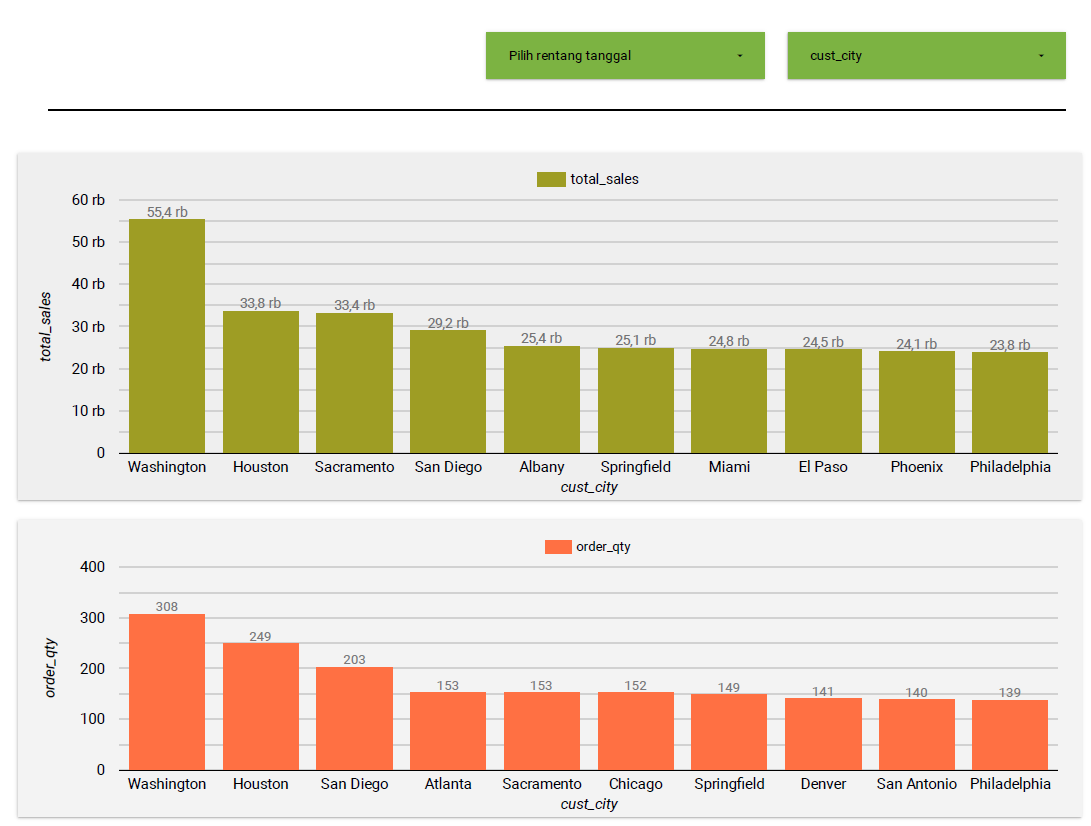 Pilih rentang tanggal
cust_city
total_sales
60 rb
50 rb
40 rb
30 rb
20 rb
10 rb
0
total_sales
55,4 rb
33,8 rb
33,4 rb
29,2 rb
25,4 rb
25,1 rb
24,8 rb
24,5 rb
24,1 rb
23,8 rb
Washington
Houston
Sacramento
San Diego
Albany
Springfield
Miami
El Paso
Phoenix
Philadelphia
cust_city
order_qty
400
300
200
100
0
order_qty
308
249
203
153
153
152
149
141
140
139
Washington
Houston
San Diego
Atlanta
Sacramento
Chicago
Springfield
Denver
San Antonio
Philadelphia
cust_city